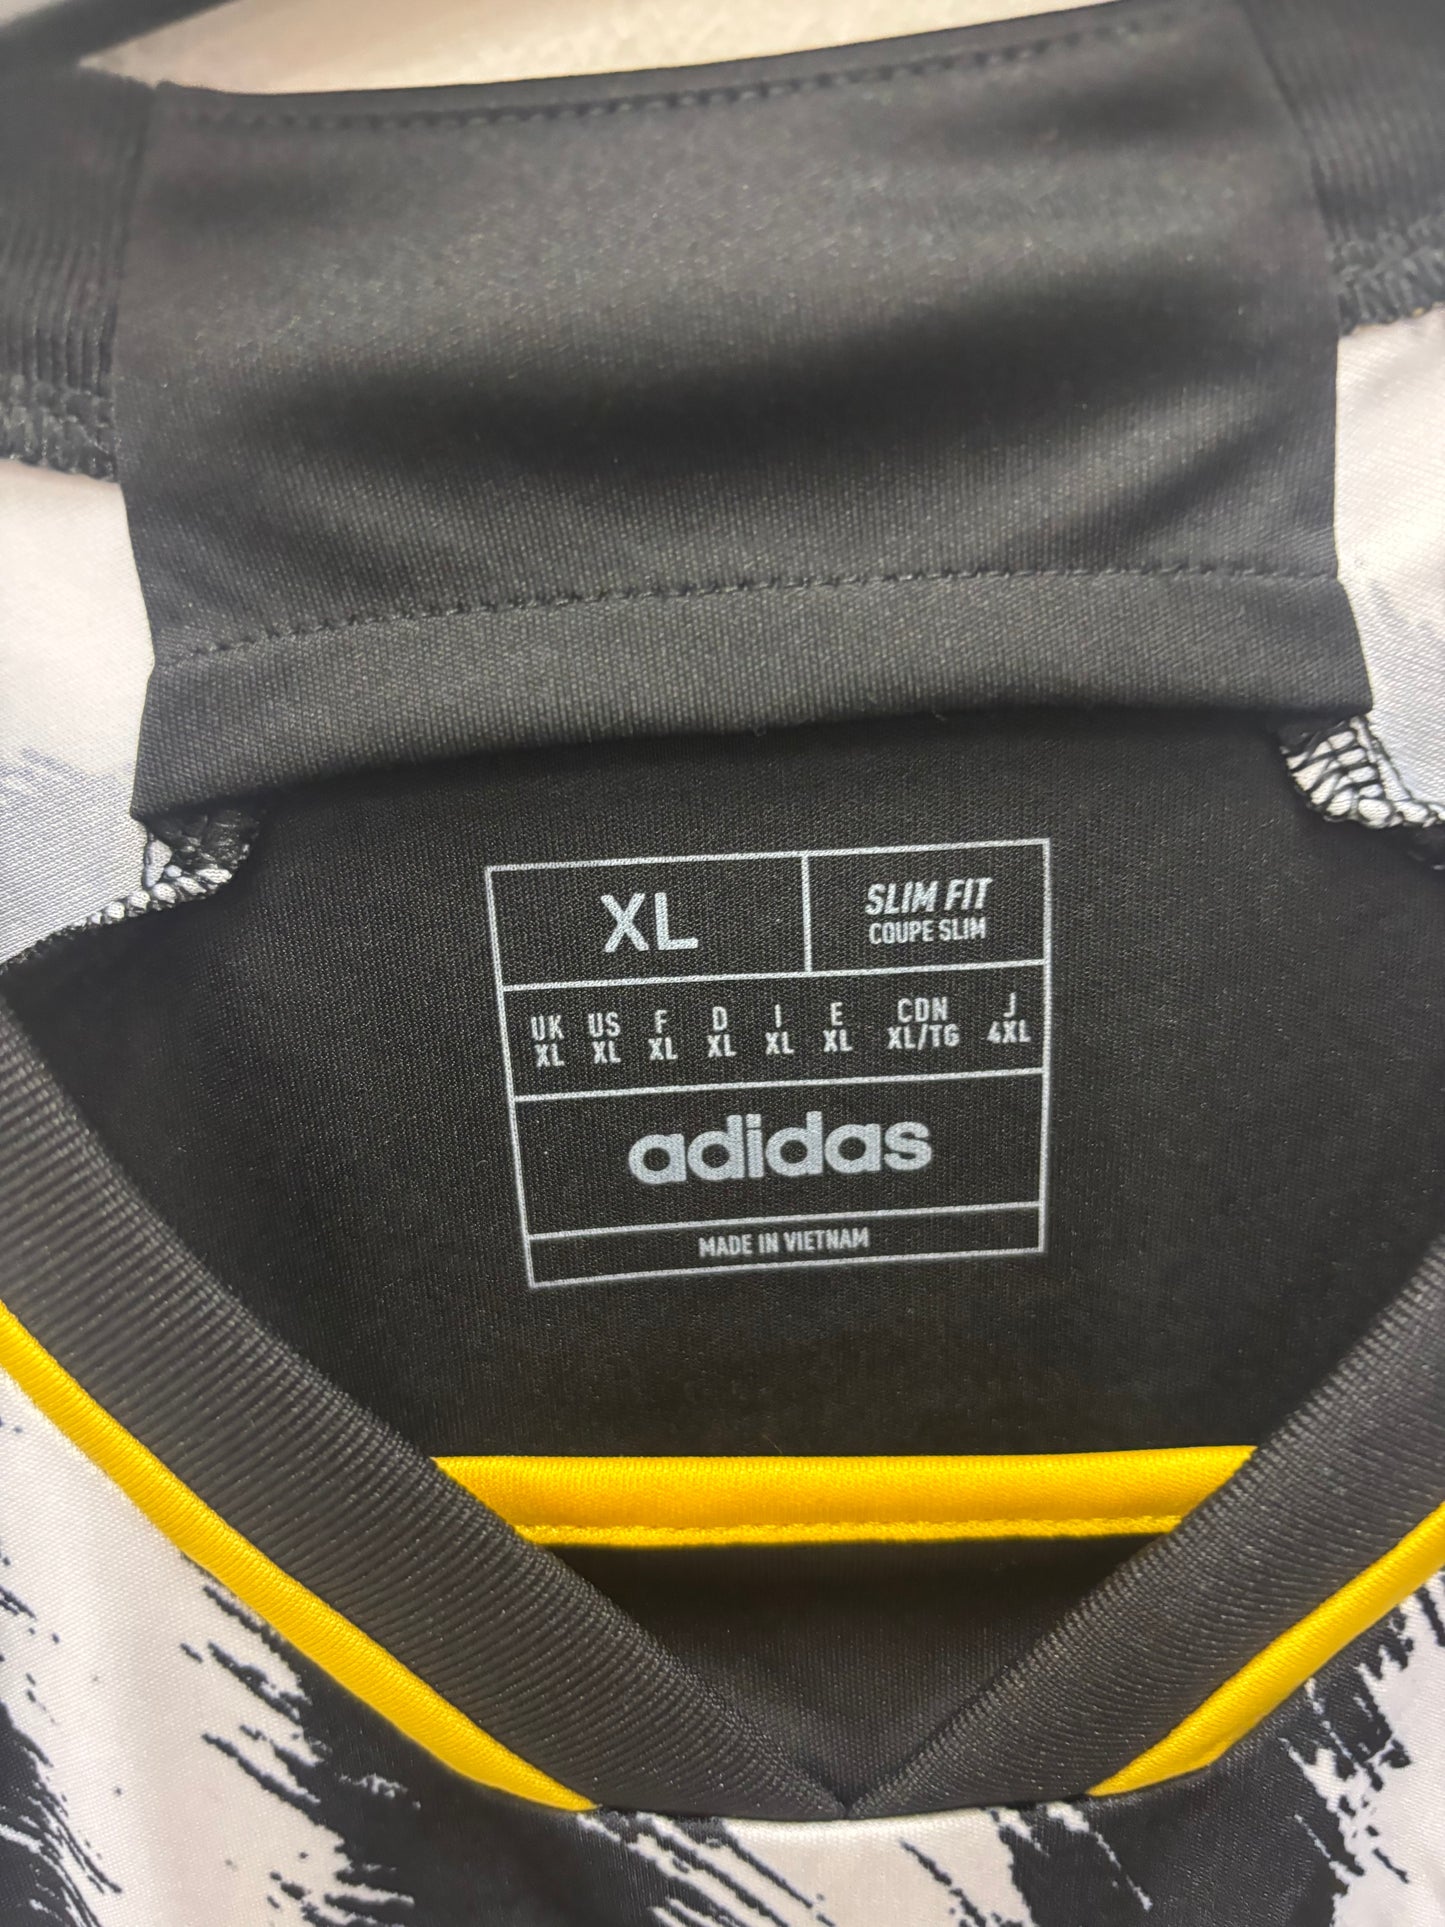 XL
SLIM FIT
COUPE SLIM
UK US F D I E CDN J
XL XL XL XL XL XL XL/TG 4XL
adidas
MADE IN VIETNAM